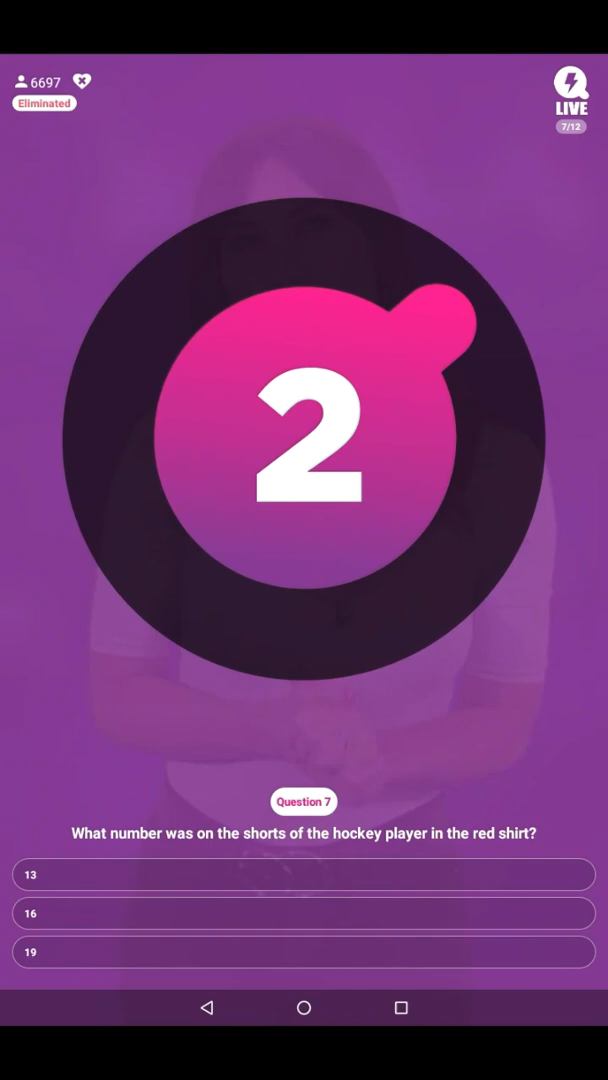 6697
Eliminated
LIVE
7/12
2
Question 7
What number was on the shorts of the hockey player in the red shirt?
13
16
19